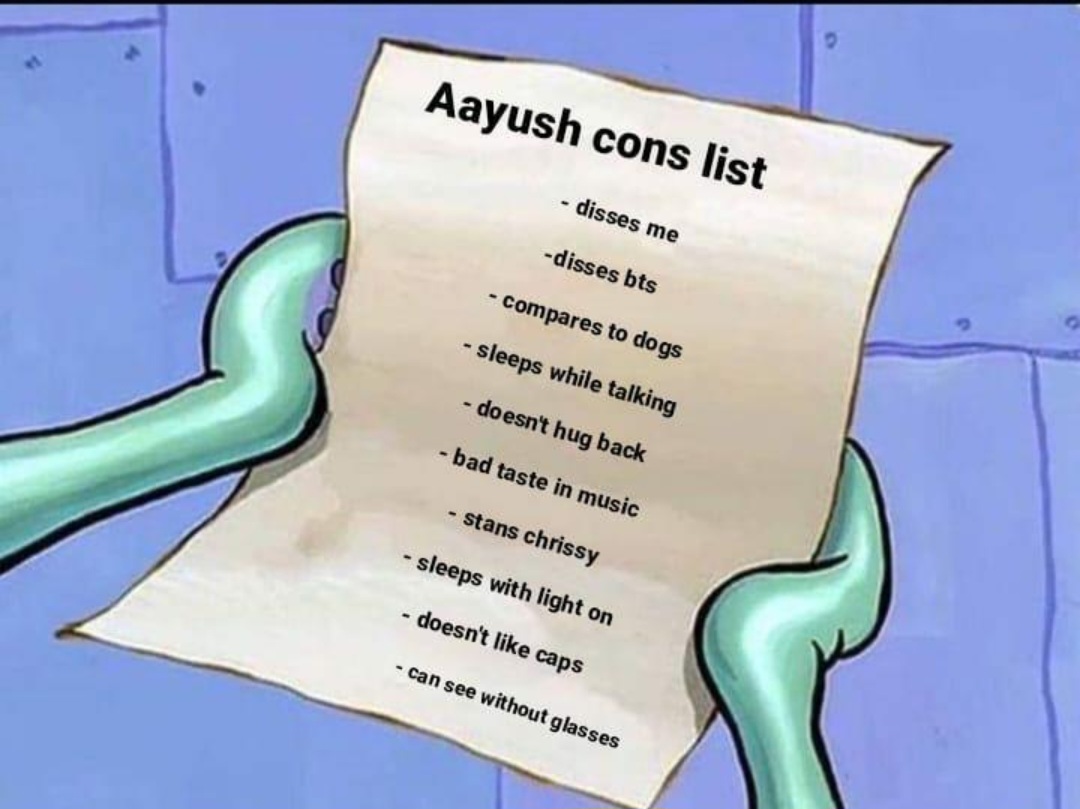 Aayush cons list
- disses me
-disses bts
- compares to dogs
- sleeps while talking
- doesn't hug back
- bad taste in music
- stans chrissy
- sleeps with light on
- doesn't like caps
- can see without glasses